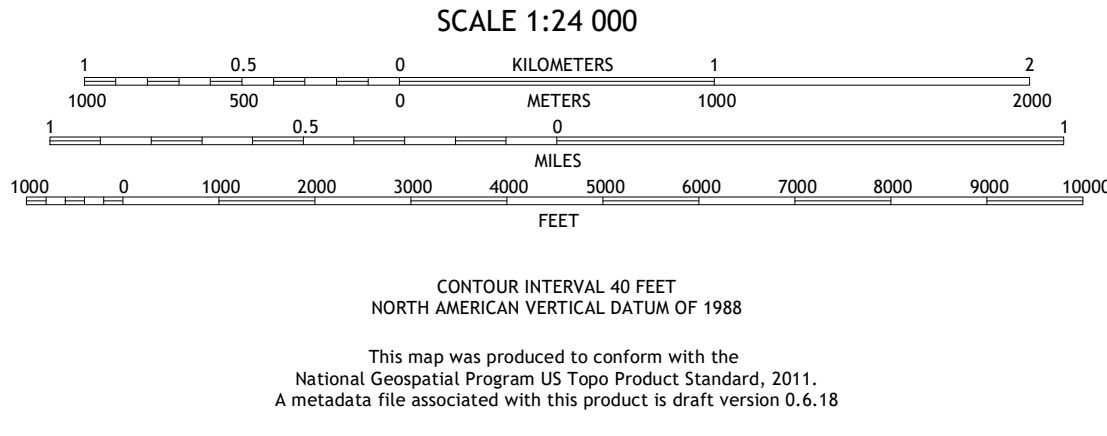 SCALE 1:24 000
1 0.5 0 KILOMETERS 1 2
1000 500 0 METERS 1000 2000
1 0.5 0 1
MILES
1000 0 1000 2000 3000 4000 5000 6000 7000 8000 9000 10000
FEET
CONTOUR INTERVAL 40 FEET
NORTH AMERICAN VERTICAL DATUM OF 1988
This map was produced to conform with the
National Geospatial Program US Topo Product Standard, 2011.
A metadata file associated with this product is draft version 0.6.18